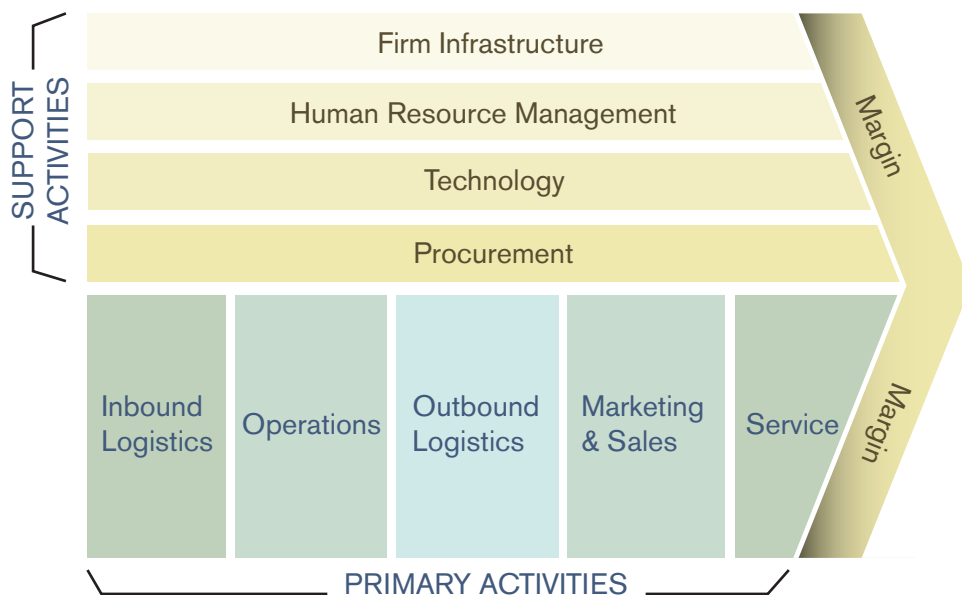 SUPPORT
ACTIVITIES
Firm Infrastructure
Human Resource Management
Technology
Procurement
Margin
Inbound
Logistics
Operations
Outbound
Logistics
Marketing
& Sales
Service
Margin
PRIMARY ACTIVITIES